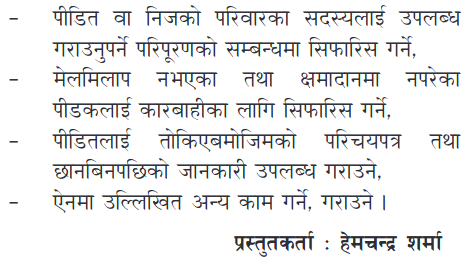 – पीडित वा निजको परिवारका सदस्यलाई उपलब्ध
गराउनुपर्ने परिपूरणको सम्बन्धमा सिफारिस गर्ने,
– मेलमिलाप नभएका तथा क्षमादानमा नपरेका
पीडकलाई कारबाहीका लागि सिफारिस गर्ने,
– पीडितलाई तोकिएबमोजिमको परिचयपत्र तथा
छानबिनपछिको जानकारी उपलब्ध गराउने,
– ऐनमा उल्लिखित अन्य काम गर्ने, गराउने ।
प्रस्तुतकर्ता : हेमचन्द्र शर्मा